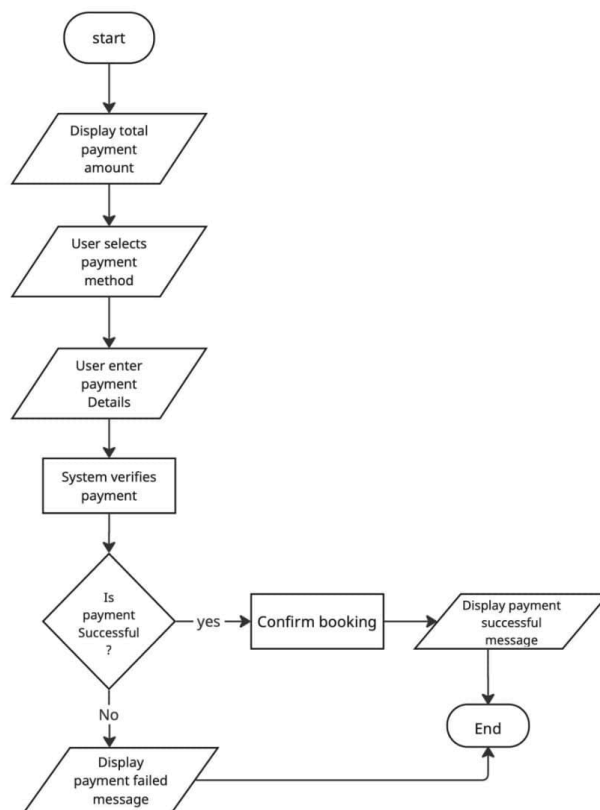 start
Display total
payment
amount
User selects
payment
method
User enter
payment
Details
System verifies
payment
Is
payment
Successful
?
yes
Confirm booking
Display payment
successful
message
No
End
Display
payment failed
message